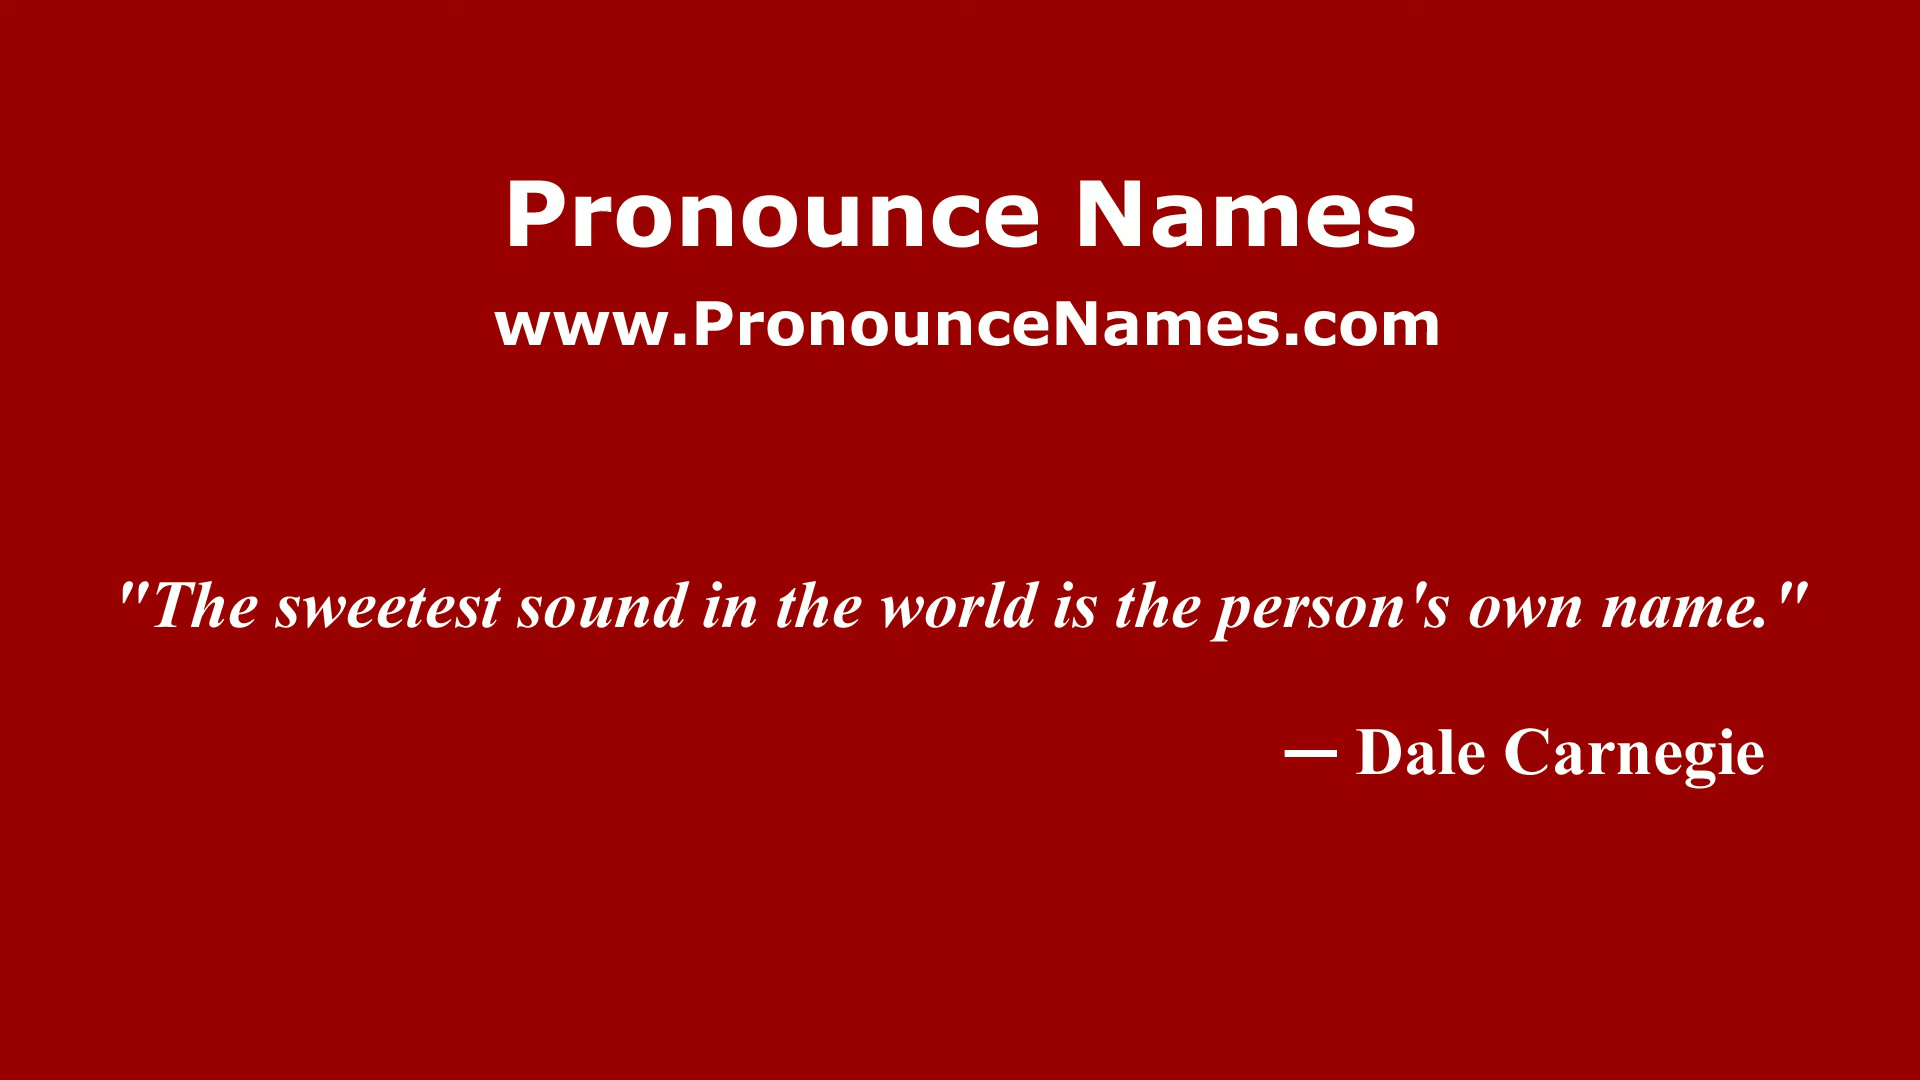 Pronounce Names
www.PronounceNames.com
"The sweetest sound in the world is the person's own name."
— Dale Carnegie